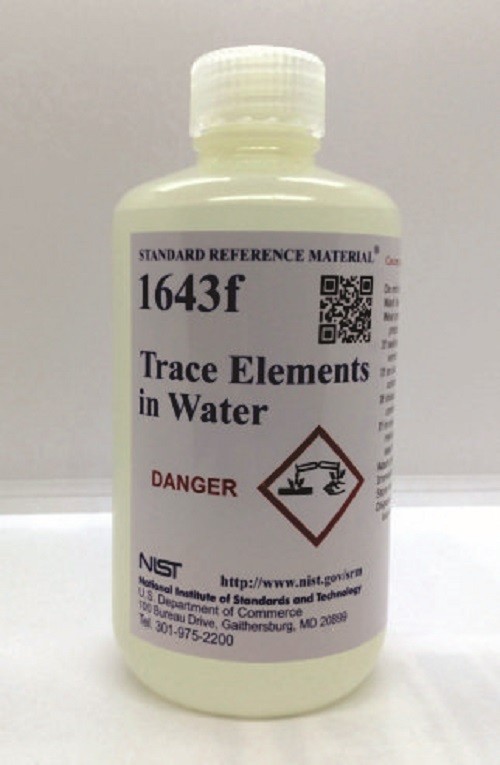 STANDARD REFERENCE MATERIAL®
1643f
Trace Elements
in Water
DANGER
NIST
http://www.nist.gov/srm
National Institute of Standards and Technology
U.S. Department of Commerce
100 Bureau Drive, Gaithersburg, MD 20899
Tel. 301-975-2200